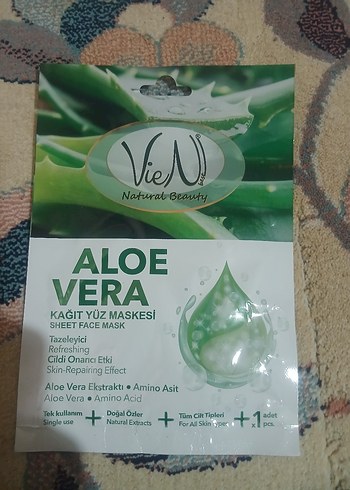 VieN®
Natural Beauty
ALOE
VERA
KAĞIT YÜZ MASKESİ
SHEET FACE MASK
Tazeleyici
Refreshing
Cildi Onarıcı Etki
Skin-Repairing Effect
Aloe Vera Ekstraktı • Amino Asit
Aloe Vera • Amino Acid
Tek kullanım + Doğal Özler + Tüm Cilt Tipleri + 1 adet
Single use Natural Extracts For All Skin x pcs.